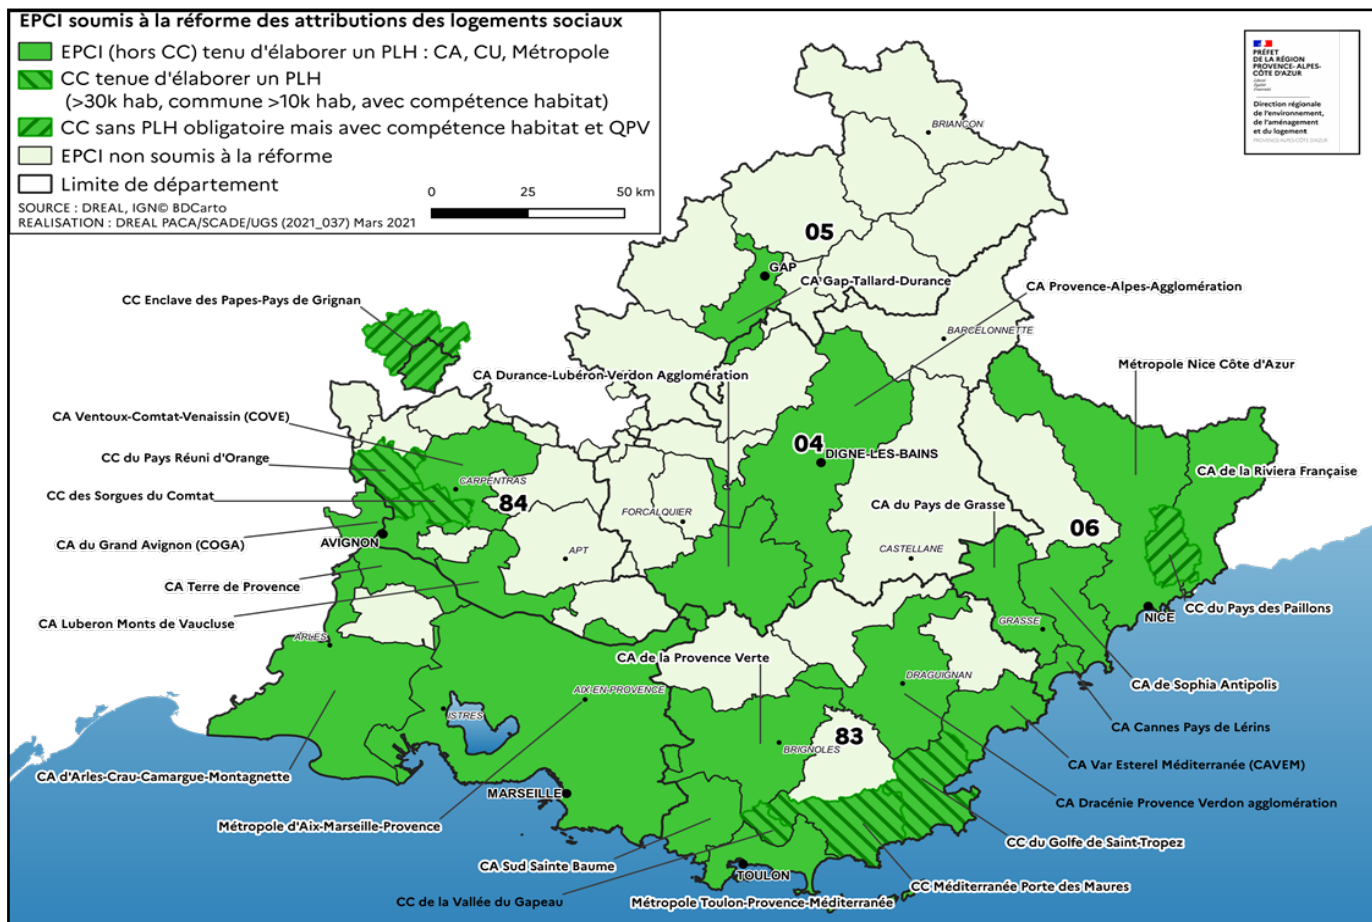 EPCI soumis à la réforme des attributions des logements sociaux
EPCI (hors CC) tenu d'élaborer un PLH : CA, CU, Métropole
CC tenue d'élaborer un PLH
(>30k hab, commune >10k hab, avec compétence habitat)
CC sans PLH obligatoire mais avec compétence habitat et QPV
EPCI non soumis à la réforme
Limite de département
0 25 50 km
SOURCE : DREAL, IGN© BDCarto
REALISATION : DREAL PACA/SCADE/UGS (2021_037) Mars 2021
PRÉFET
DE LA RÉGION
PROVENCE-ALPES-
CÔTE D'AZUR
Direction régionale
de l'environnement,
de l'aménagement
et du logement
PROVENCE-ALPES-CÔTE D'AZUR
BRIANÇON
05
GAP
CA Gap-Tallard-Durance
CA Provence-Alpes-Agglomération
CC Enclave des Papes-Pays de Grignan
BARCELONNETTE
Métropole Nice Côte d'Azur
CA Durance-Lubéron-Verdon Agglomération
CA Ventoux-Comtat-Venaissin (COVE)
04
DIGNE-LES-BAINS
CC du Pays Réuni d'Orange
CA de la Riviera Française
CARPENTRAS
CC des Sorgues du Comtat
84
CA du Pays de Grasse
FORCALQUIER
06
CA du Grand Avignon (COGA)
AVIGNON
APT
CASTELLANE
CA Terre de Provence
CC du Pays des Paillons
NICE
CA Luberon Monts de Vaucluse
GRASSE
ARLES
CA de la Provence Verte
DRAGUIGNAN
CA de Sophia Antipolis
AIX-EN-PROVENCE
ISTRES
CA Cannes Pays de Lérins
83
BRIGNOLES
CA Var Esterel Méditerranée (CAVEM)
CA d'Arles-Crau-Camargue-Montagnette
MARSEILLE
CA Dracénie Provence Verdon agglomération
Métropole d'Aix-Marseille-Provence
CC du Golfe de Saint-Tropez
CA Sud Sainte Baume
TOULON
CC Méditerranée Porte des Maures
CC de la Vallée du Gapeau
Métropole Toulon-Provence-Méditerranée